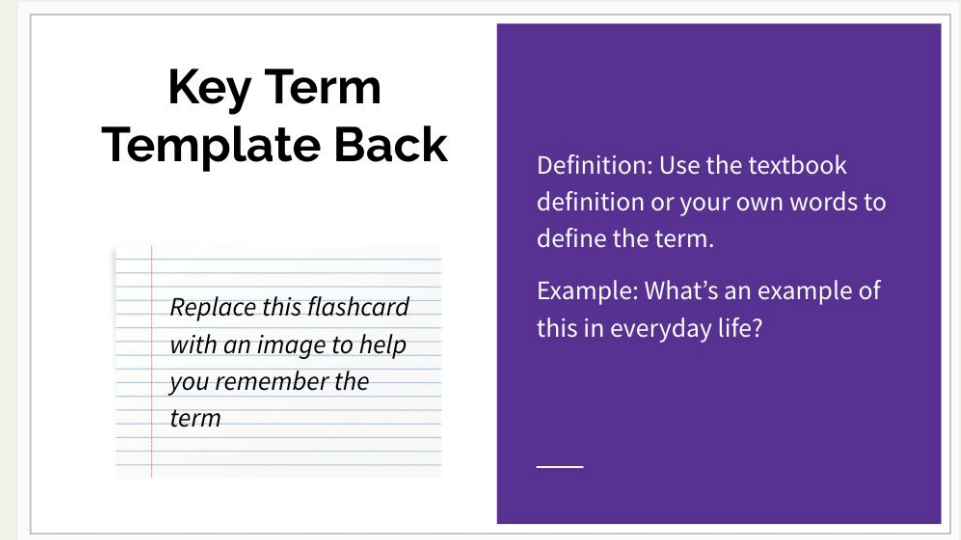 Key Term
Template Back
Replace this flashcard
with an image to help
you remember the
term
Definition: Use the textbook
definition or your own words to
define the term.
Example: What’s an example of
this in everyday life?